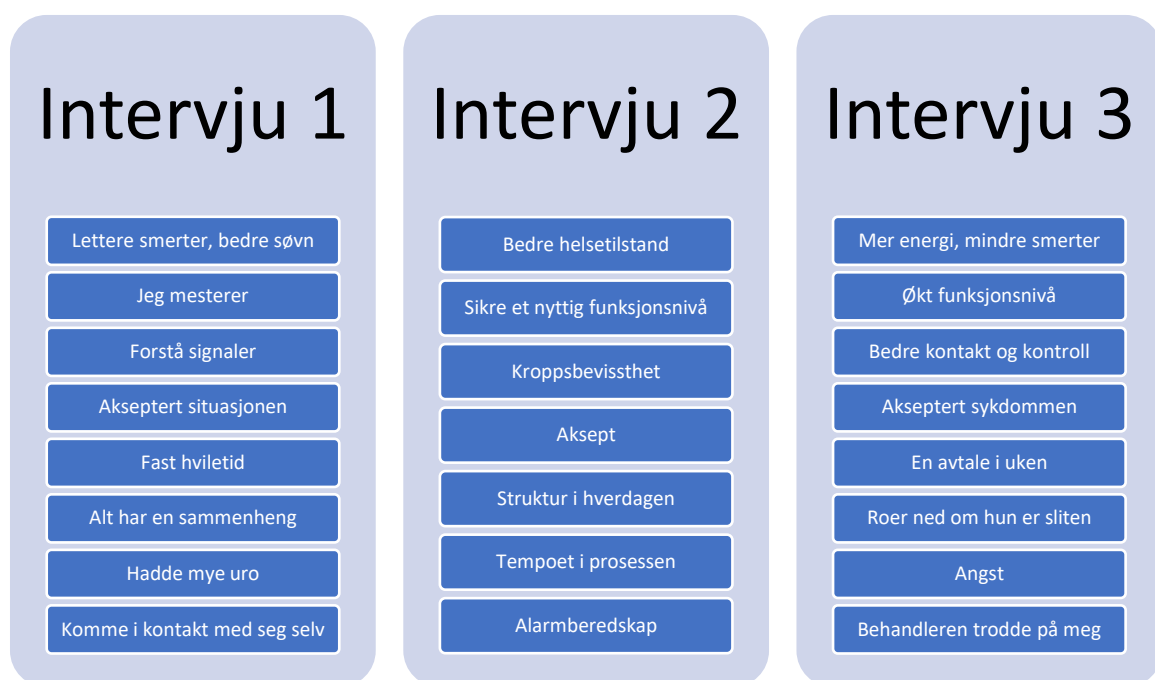 Intervju 1
Lettere smerter, bedre søvn
Jeg mesterer
Forstå signaler
Akseptert situasjonen
Fast hviletid
Alt har en sammenheng
Hadde mye uro
Komme i kontakt med seg selv
Intervju 2
Bedre helsetilstand
Sikre et nyttig funksjonsnivå
Kroppsbevissthet
Aksept
Struktur i hverdagen
Tempoet i prosessen
Alarmberedskap
Intervju 3
Mer energi, mindre smerter
Økt funksjonsnivå
Bedre kontakt og kontroll
Akseptert sykdommen
En avtale i uken
Roer ned om hun er sliten
Angst
Behandleren trodde på meg